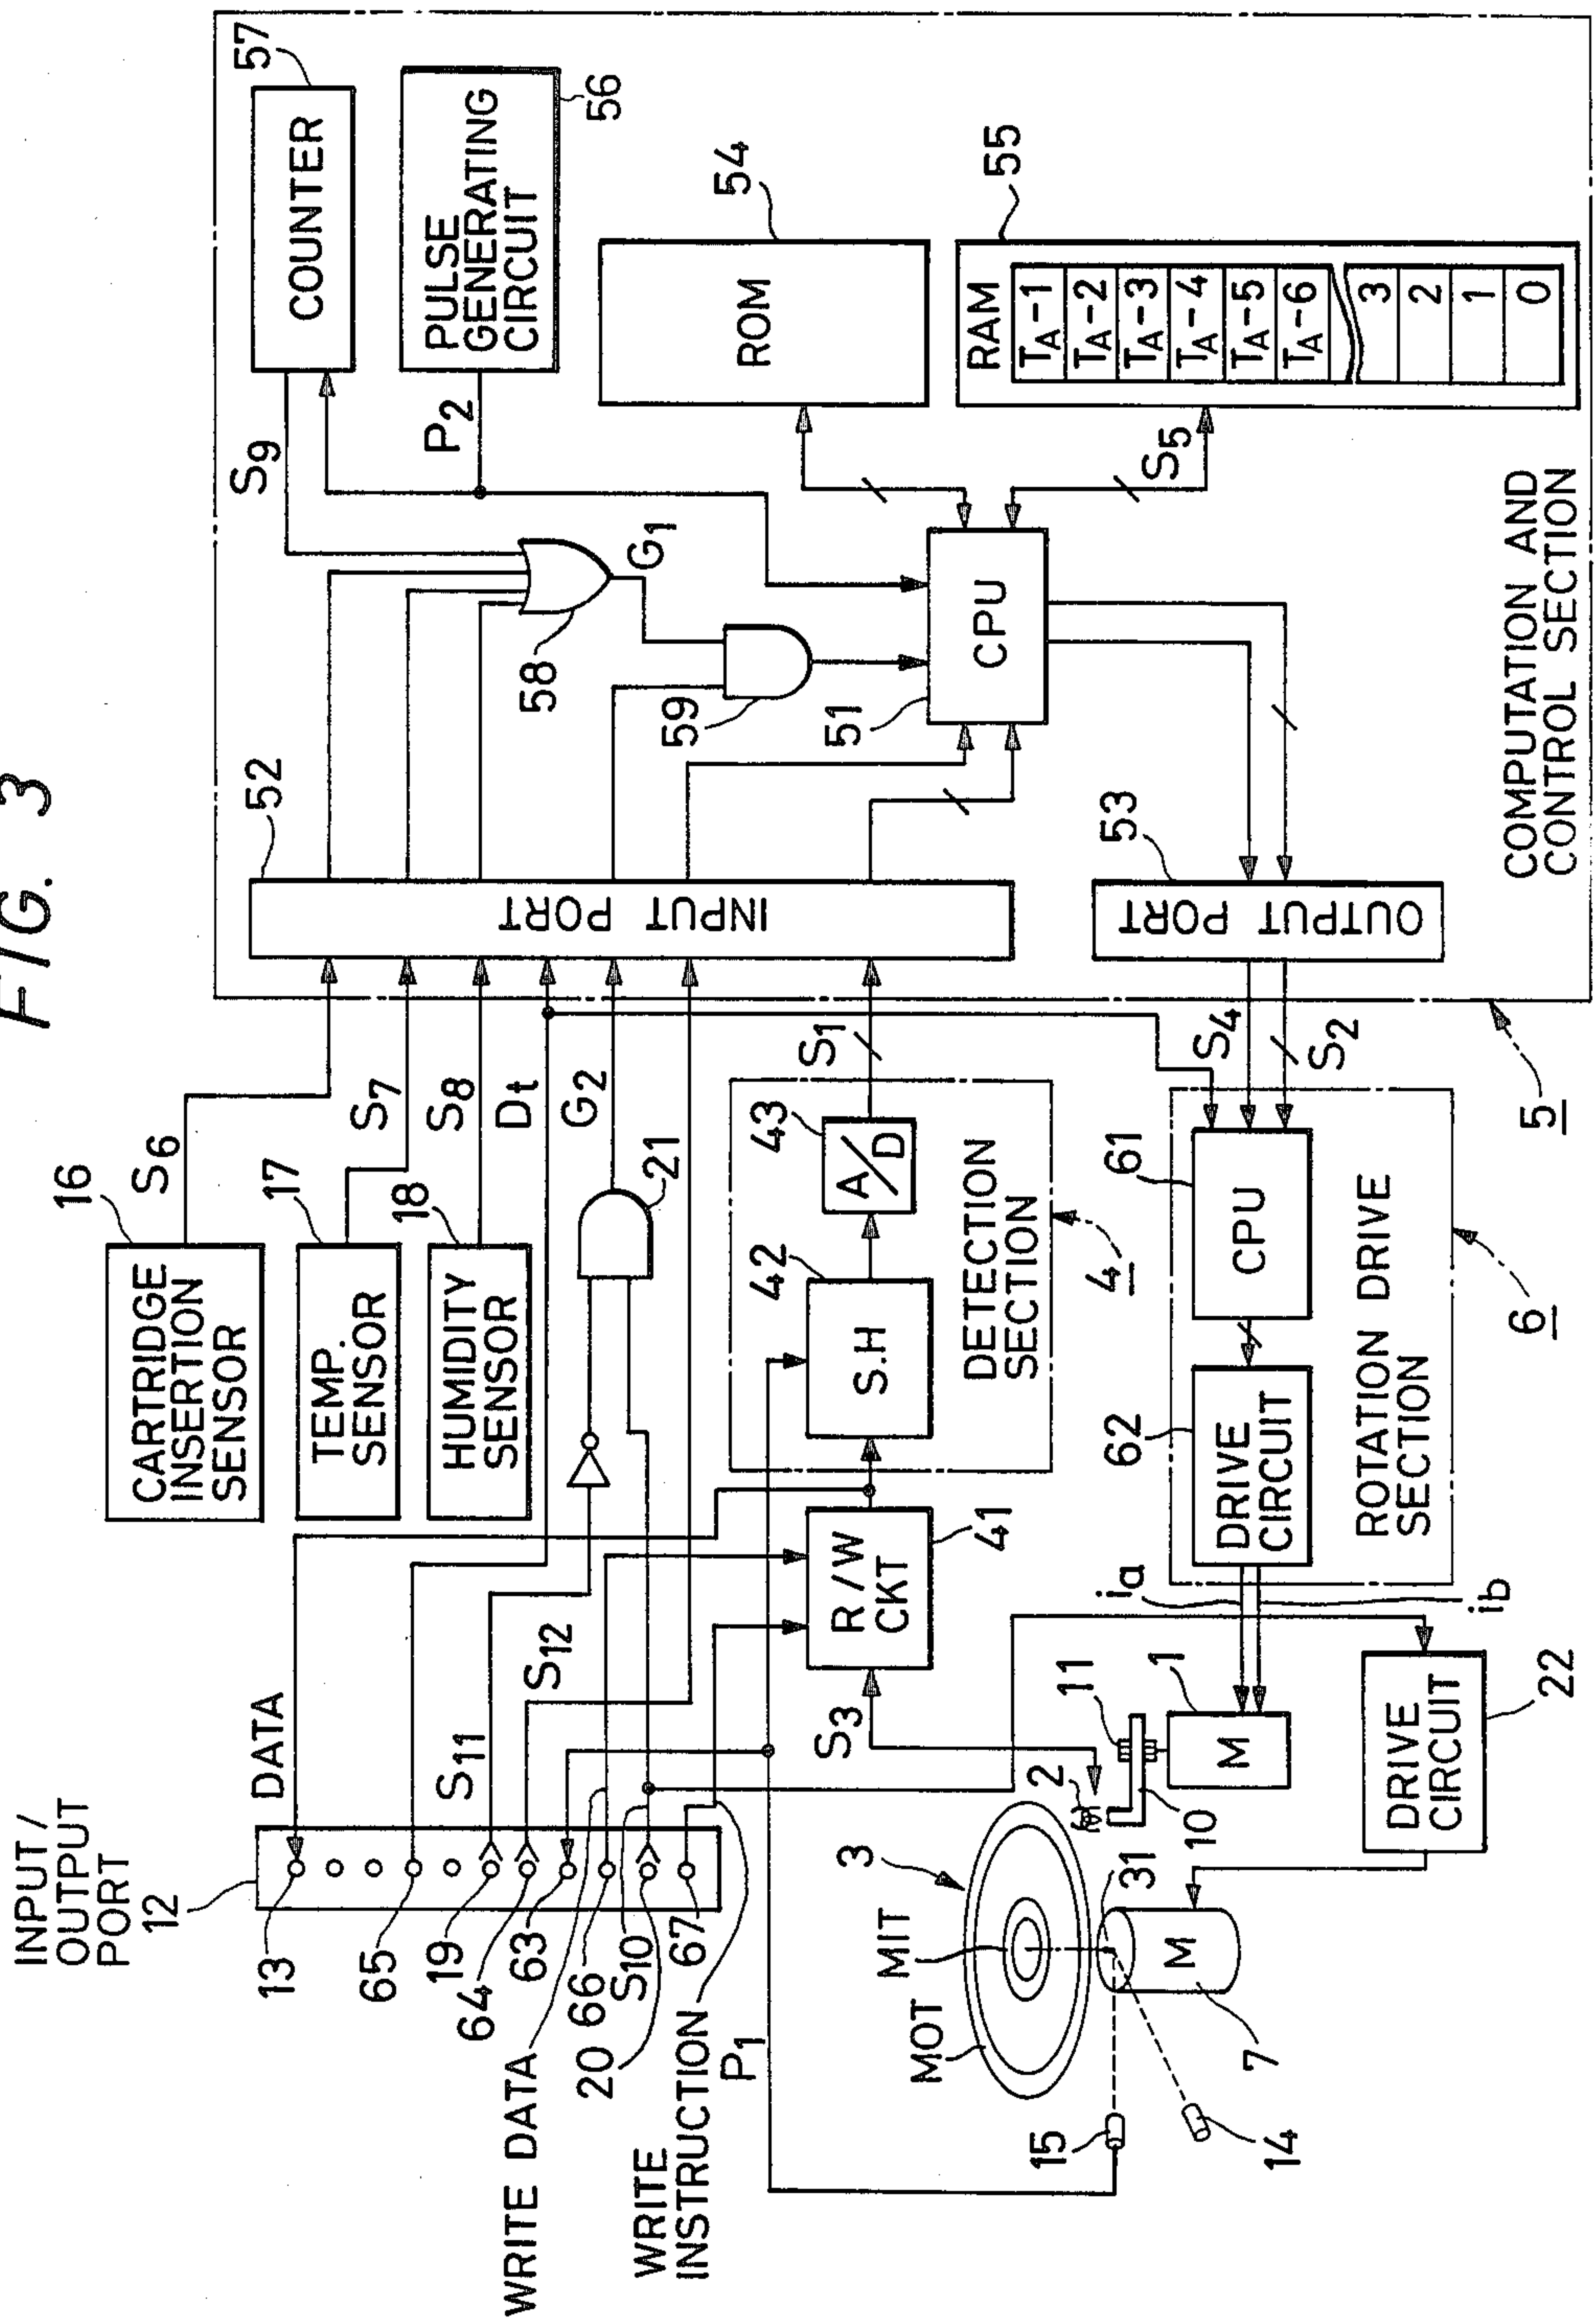 FIG. 3
INPUT /
OUTPUT
PORT
12
13
65
19
64
63
66
20
67
DATA
S11
S12
S10
WRITE DATA
WRITE
INSTRUCTION
P1
16
CARTRIDGE
INSERTION
SENSOR
S6
17
TEMP.
SENSOR
S7
18
HUMIDITY
SENSOR
S8
Dt
G2
21
R/W
CKT
41
S3
42
S.H
43
A/D
S1
DETECTION
SECTION
4
52
INPUT PORT
57
COUNTER
S9
PULSE
GENERATING
CIRCUIT
56
P2
58
G1
59
51
CPU
54
ROM
55
RAM
TA-1
TA-2
TA-3
TA-4
TA-5
TA-6
3
2
1
0
S5
53
OUTPUT PORT
COMPUTATION AND
CONTROL SECTION
5
S4
S2
61
CPU
62
DRIVE
CIRCUIT
ROTATION DRIVE
SECTION
6
ia
ib
11
1
M
2
10
3
MIT
MOT
31
M
7
15
14
DRIVE
CIRCUIT
22